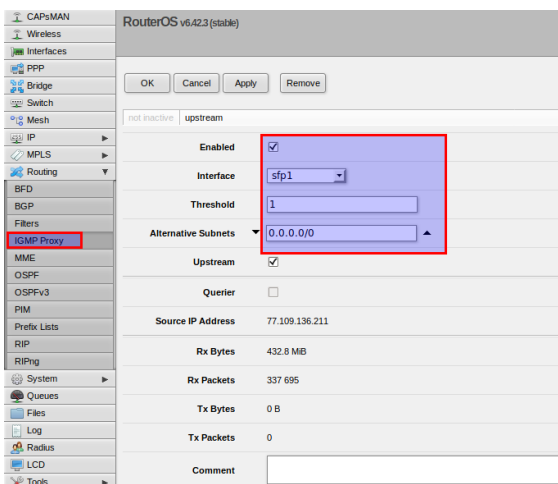 CAPsMAN
Wireless
Interfaces
PPP
Bridge
Switch
Mesh
IP
MPLS
Routing
BFD
BGP
Filters
IGMP Proxy
MME
OSPF
OSPFv3
PIM
Prefix Lists
RIP
RIPng
System
Queues
Files
Log
Radius
LCD
Tools
RouterOS v6.42.3 (stable)
OK Cancel Apply Remove
not inactive upstream
Enabled
Interface sfp1
Threshold 1
Alternative Subnets 0.0.0.0/0
Upstream
Querier
Source IP Address 77.109.136.211
Rx Bytes 432.8 MiB
Rx Packets 337 695
Tx Bytes 0 B
Tx Packets 0
Comment